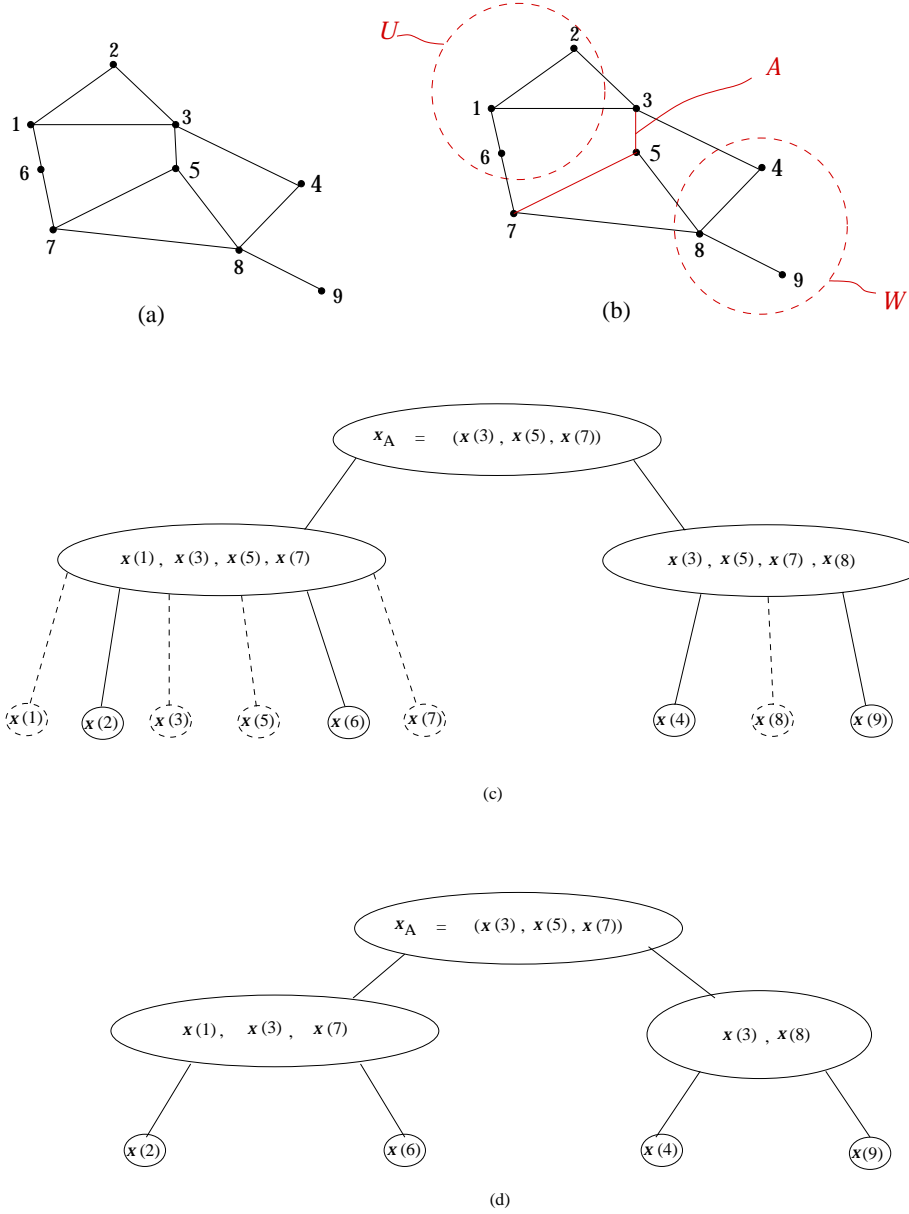 2
1
3
6
5
4
7
8
9
(a)
U
2
A
1
3
6
5
4
7
8
9
W
(b)
x_A = (x(3), x(5), x(7))
x(1), x(3), x(5), x(7)
x(3), x(5), x(7), x(8)
x(1) x(2) x(3) x(5) x(6) x(7) x(4) x(8) x(9)
(c)
x_A = (x(3), x(5), x(7))
x(1), x(3), x(7)
x(3), x(8)
x(2) x(6) x(4) x(9)
(d)